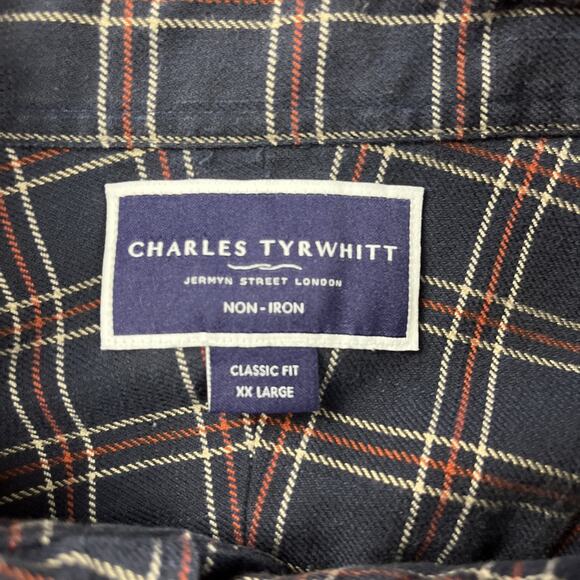 CHARLES TYRWHITT
JERMYN STREET LONDON
NON-IRON
CLASSIC FIT
XX LARGE